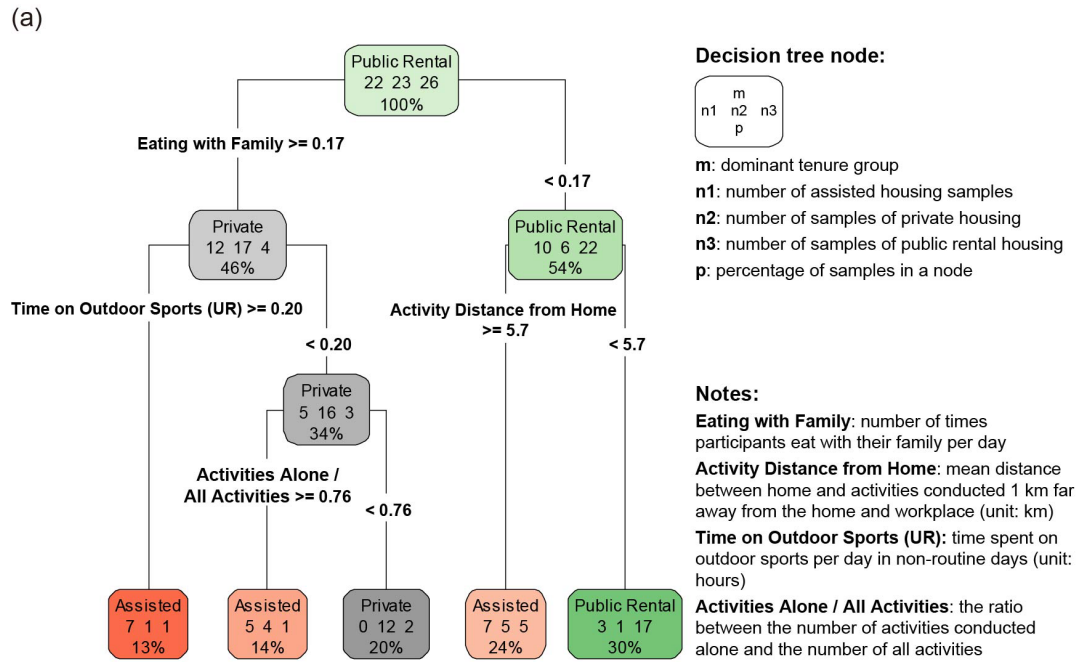 (a)
Public Rental
22 23 26
100%
Eating with Family >= 0.17
< 0.17
Private
12 17 4
46%
Public Rental
10 6 22
54%
Time on Outdoor Sports (UR) >= 0.20
< 0.20
Activity Distance from Home
>= 5.7
< 5.7
Private
5 16 3
34%
Activities Alone /
All Activities >= 0.76
< 0.76
Assisted
7 1 1
13%
Assisted
5 4 1
14%
Private
0 12 2
20%
Assisted
7 5 5
24%
Public Rental
3 1 17
30%
Decision tree node:
m
n1 n2 n3
p
m: dominant tenure group
n1: number of assisted housing samples
n2: number of samples of private housing
n3: number of samples of public rental housing
p: percentage of samples in a node
Notes:
Eating with Family: number of times
participants eat with their family per day
Activity Distance from Home: mean distance
between home and activities conducted 1 km far
away from the home and workplace (unit: km)
Time on Outdoor Sports (UR): time spent on
outdoor sports per day in non-routine days (unit:
hours)
Activities Alone / All Activities: the ratio
between the number of activities conducted
alone and the number of all activities